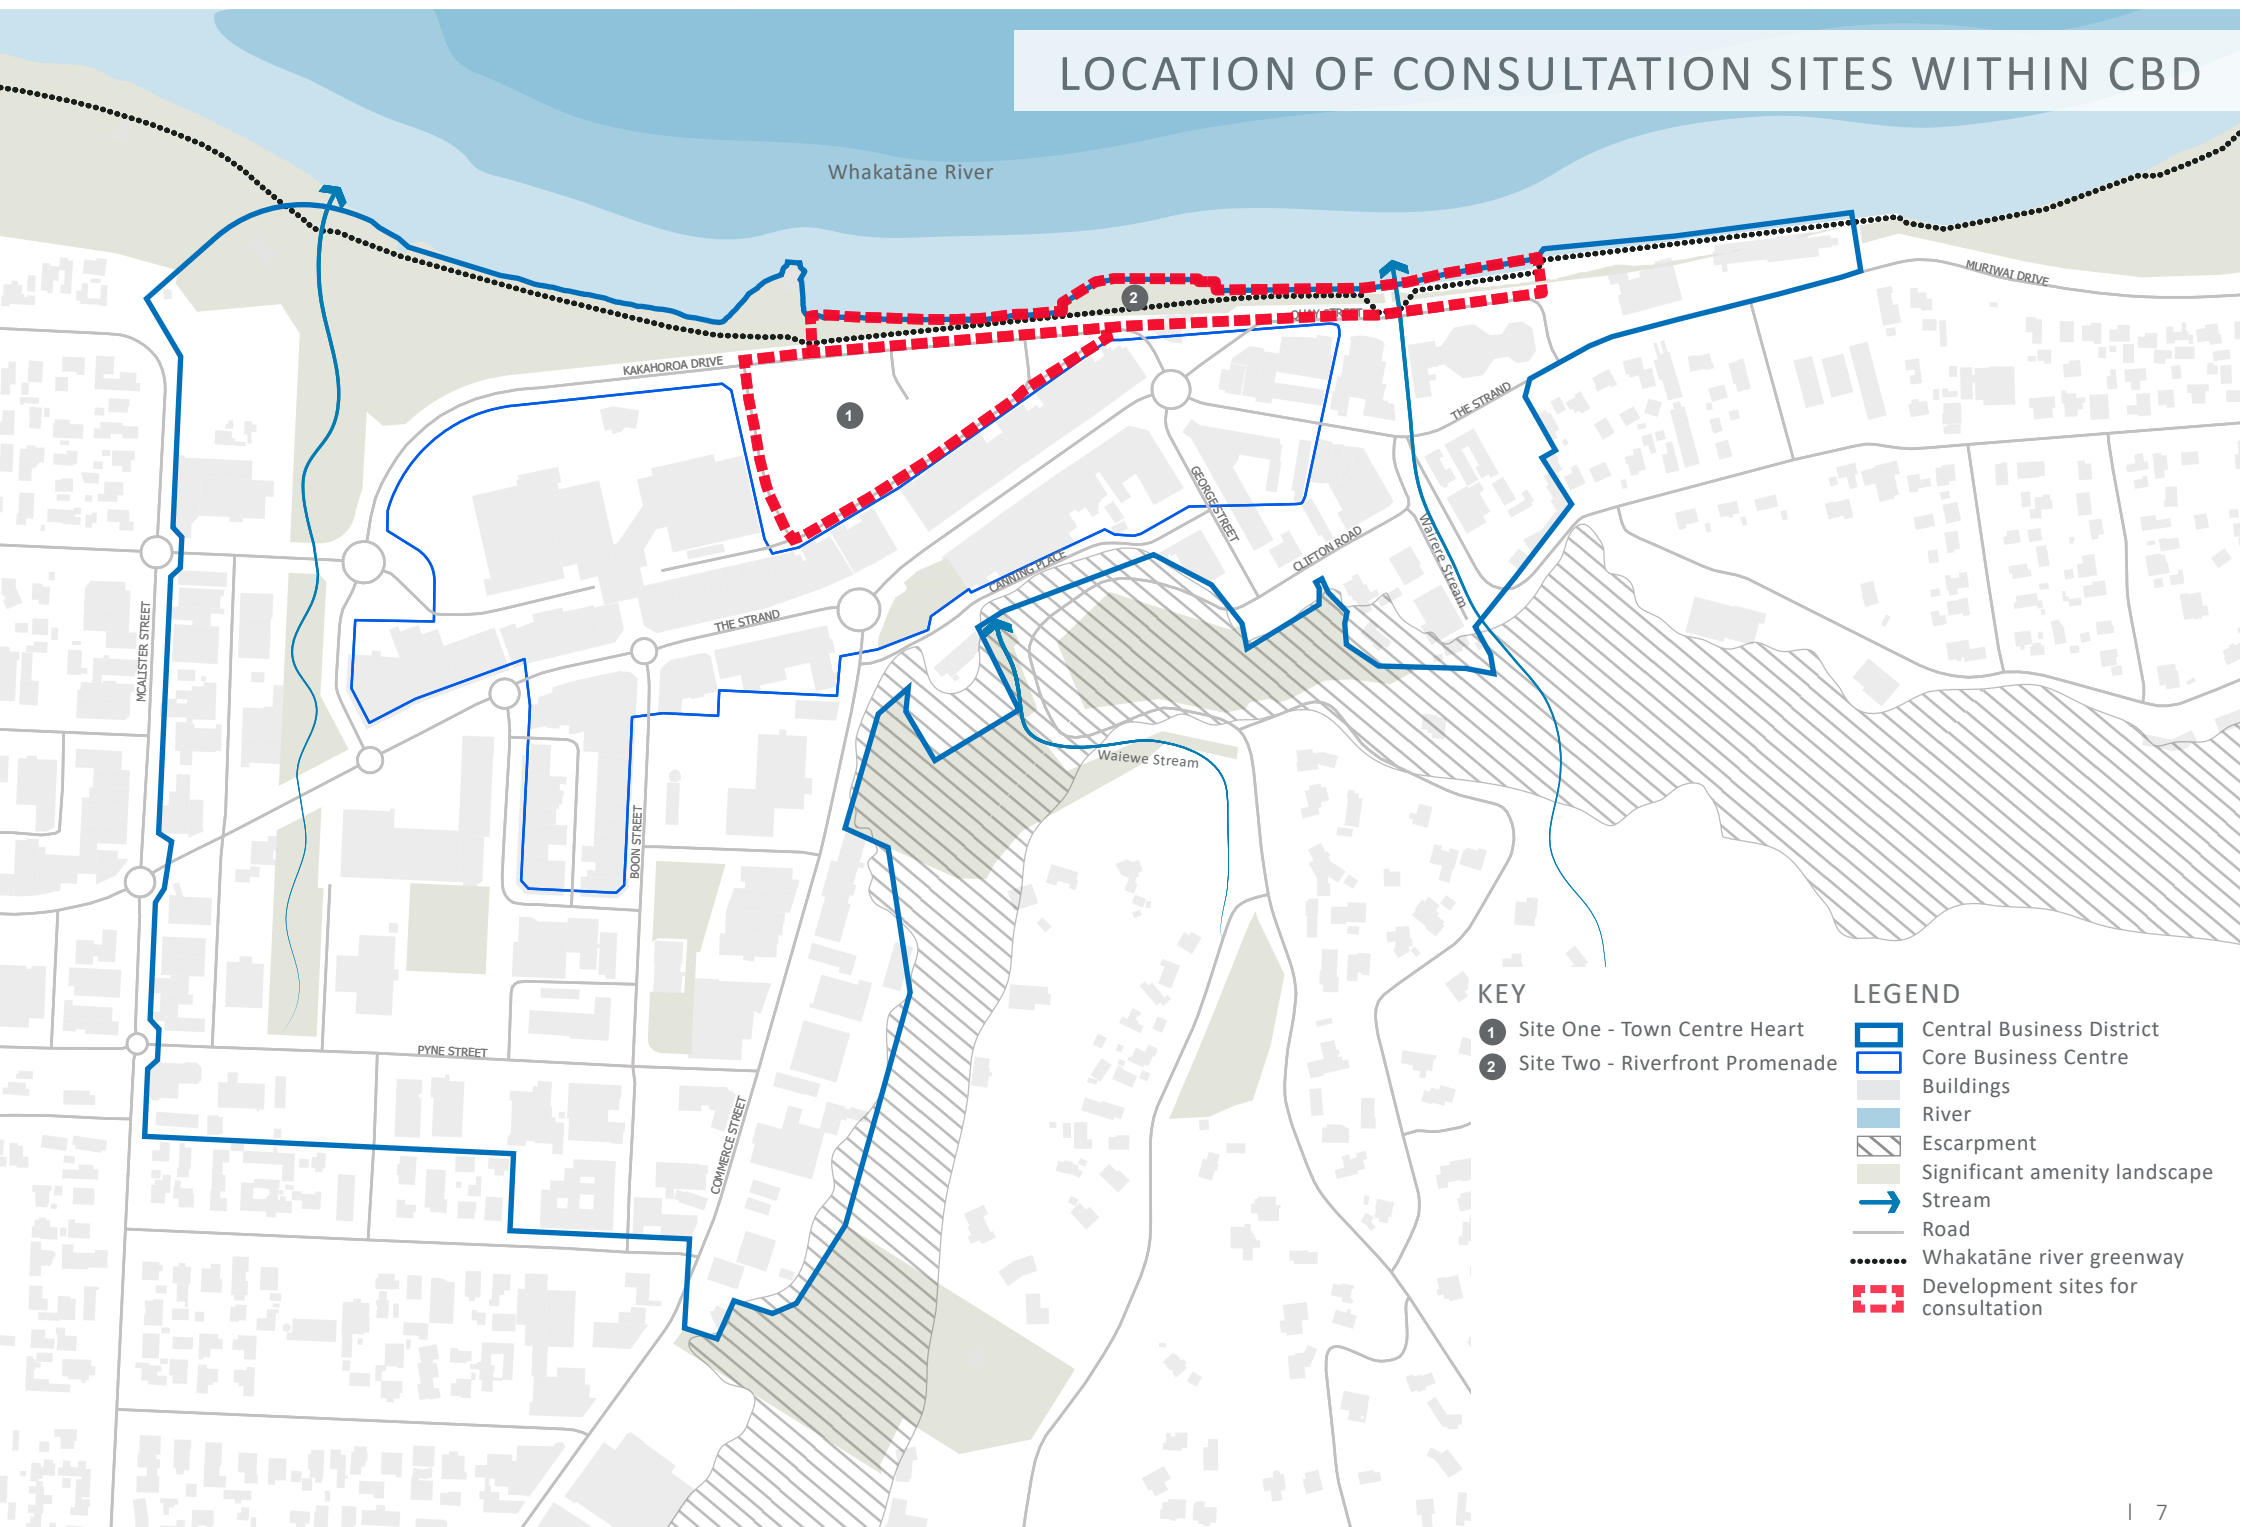 LOCATION OF CONSULTATION SITES WITHIN CBD
Whakatāne River
MURIWAI DRIVE
2
QUAY STREET
KAKAHOROA DRIVE
1
THE STRAND
GEORGE STREET
CLIFTON ROAD
Wairere Stream
CANNING PLACE
THE STRAND
MCALISTER STREET
Waiewe Stream
BOON STREET
PYNE STREET
COMMERCE STREET
KEY
1 Site One - Town Centre Heart
2 Site Two - Riverfront Promenade
LEGEND
Central Business District
Core Business Centre
Buildings
River
Escarpment
Significant amenity landscape
Stream
Road
Whakatāne river greenway
Development sites for
consultation
| 7